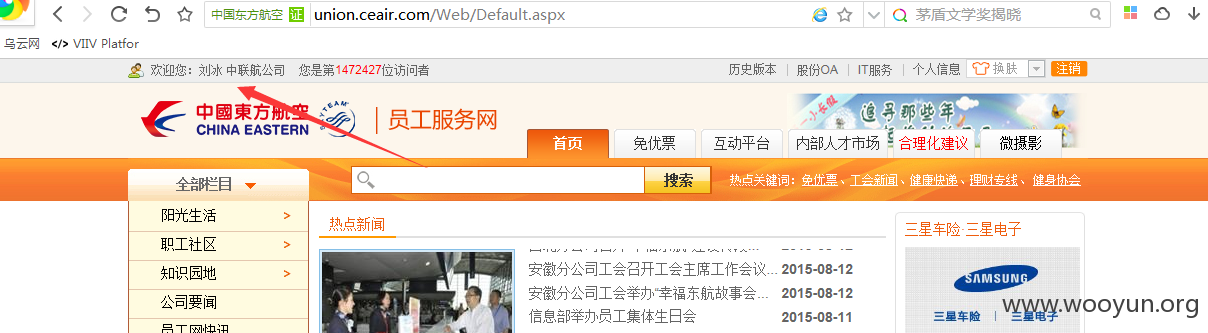 中国东方航空 证 union.ceair.com/Web/Default.aspx 茅盾文学奖揭晓
乌云网 </> VIIV Platfor
欢迎您：刘冰 中联航公司 您是第1472427位访问者 历史版本 | 股份OA | IT服务 | 个人信息 换肤 注销
中國東方航空 CHINA EASTERN SKYTEAM | 员工服务网
一小长假 追寻那些年
首页 免优票 互动平台 内部人才市场 合理化建议 微摄影
全部栏目 搜索 热点关键词：免优票、工会新闻、健康快递、理财专线、健身协会
阳光生活 >
职工社区 >
知识园地 >
公司要闻
员工网快讯
热点新闻
安徽分公司工会召开工会主席工作会议... 2015-08-12
安徽分公司工会举办“幸福东航故事会... 2015-08-12
信息部举办员工集体生日会 2015-08-11
三星车险·三星电子
SAMSUNG
三星车险 | 三星电子
www.wooyun.org